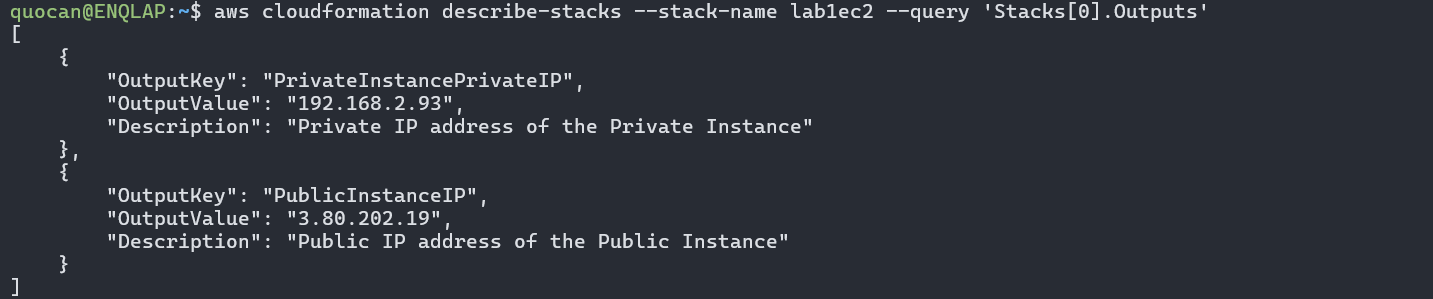 quocan@ENQLAP:~$ aws cloudformation describe-stacks --stack-name lab1ec2 --query 'Stacks[0].Outputs'
[
    {
        "OutputKey": "PrivateInstancePrivateIP",
        "OutputValue": "192.168.2.93",
        "Description": "Private IP address of the Private Instance"
    },
    {
        "OutputKey": "PublicInstanceIP",
        "OutputValue": "3.80.202.19",
        "Description": "Public IP address of the Public Instance"
    }
]